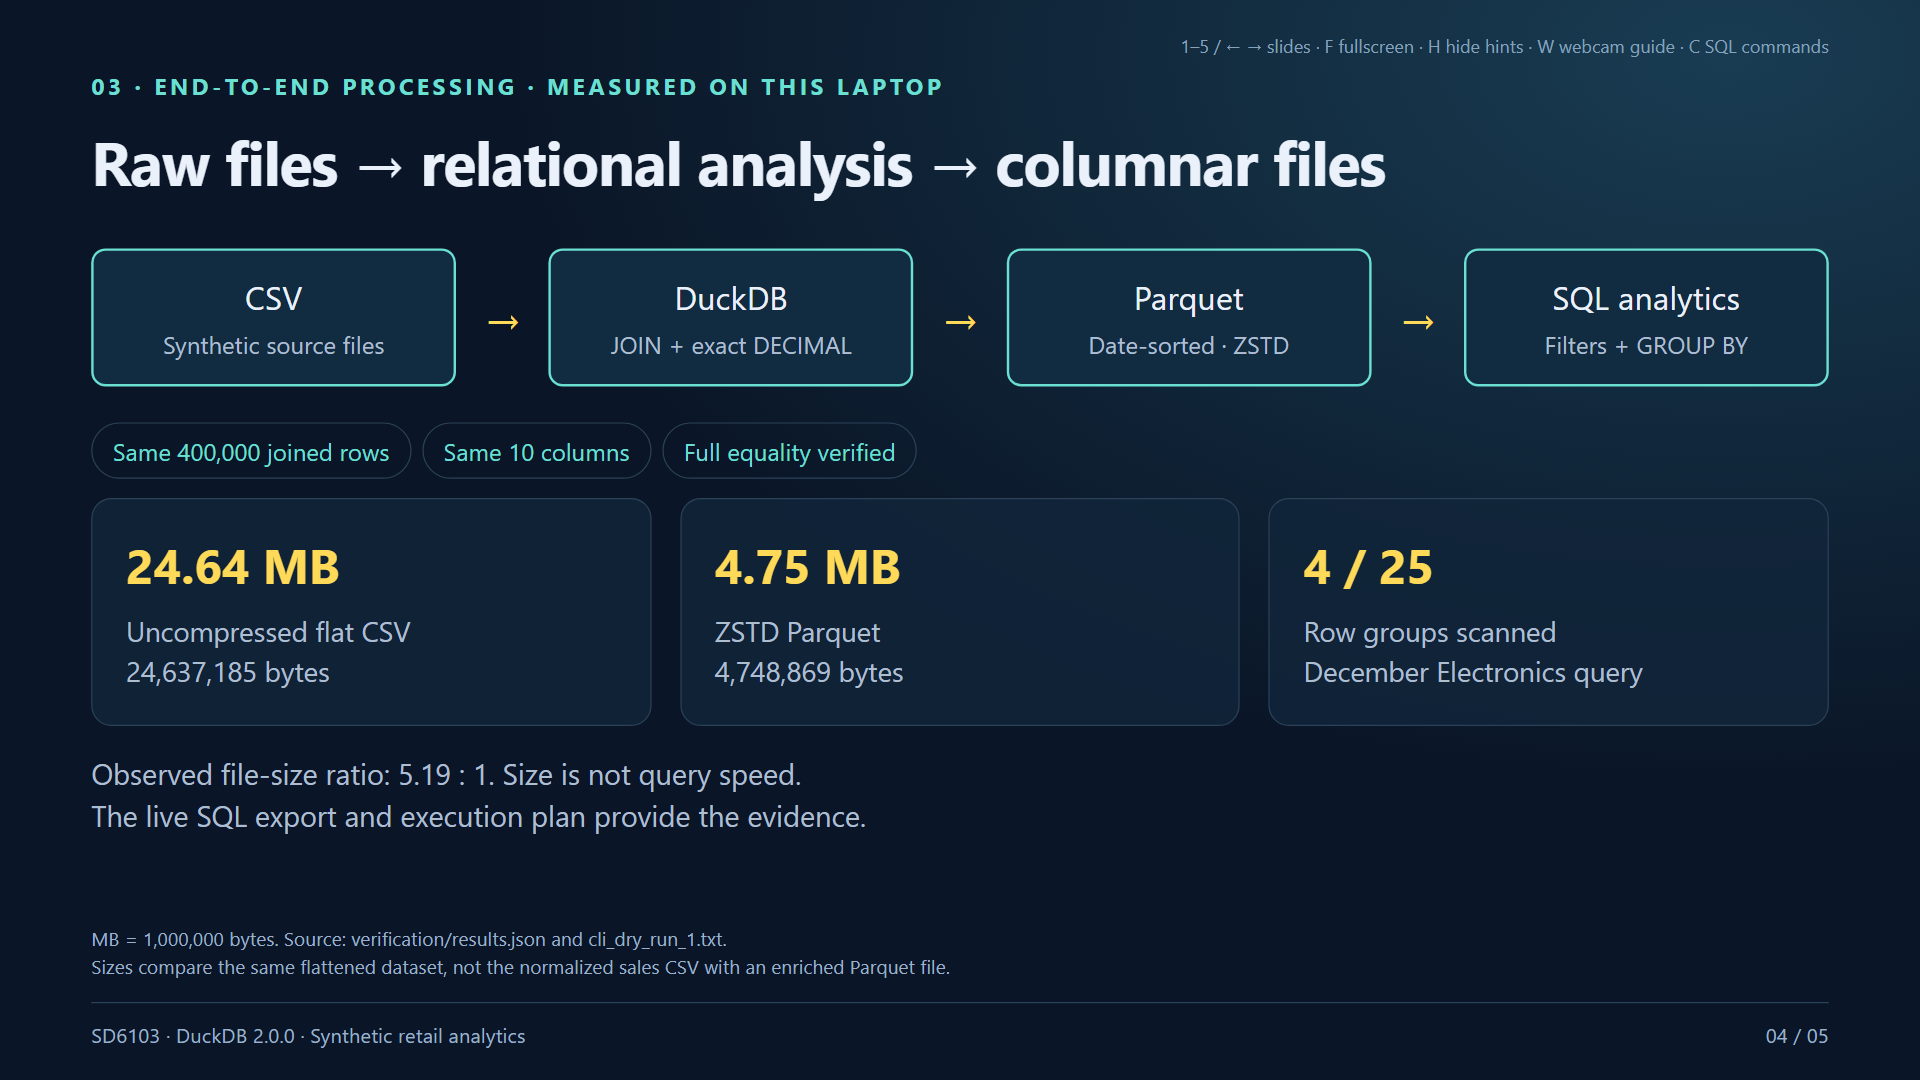 1–5 / ← → slides · F fullscreen · H hide hints · W webcam guide · C SQL commands
03 · END-TO-END PROCESSING · MEASURED ON THIS LAPTOP
Raw files → relational analysis → columnar files
CSV
Synthetic source files
→
DuckDB
JOIN + exact DECIMAL
→
Parquet
Date-sorted · ZSTD
→
SQL analytics
Filters + GROUP BY
Same 400,000 joined rows
Same 10 columns
Full equality verified
24.64 MB
Uncompressed flat CSV
24,637,185 bytes
4.75 MB
ZSTD Parquet
4,748,869 bytes
4 / 25
Row groups scanned
December Electronics query
Observed file-size ratio: 5.19 : 1. Size is not query speed.
The live SQL export and execution plan provide the evidence.
MB = 1,000,000 bytes. Source: verification/results.json and cli_dry_run_1.txt.
Sizes compare the same flattened dataset, not the normalized sales CSV with an enriched Parquet file.
SD6103 · DuckDB 2.0.0 · Synthetic retail analytics
04 / 05